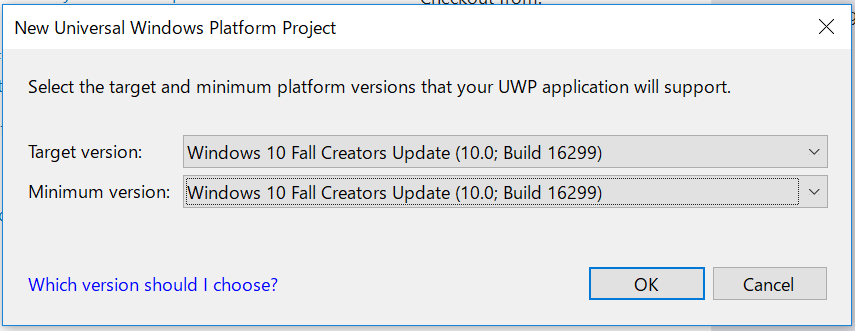 Checkout from:
New Universal Windows Platform Project
Select the target and minimum platform versions that your UWP application will support.
Target version: Windows 10 Fall Creators Update (10.0; Build 16299)
Minimum version: Windows 10 Fall Creators Update (10.0; Build 16299)
Which version should I choose? OK Cancel